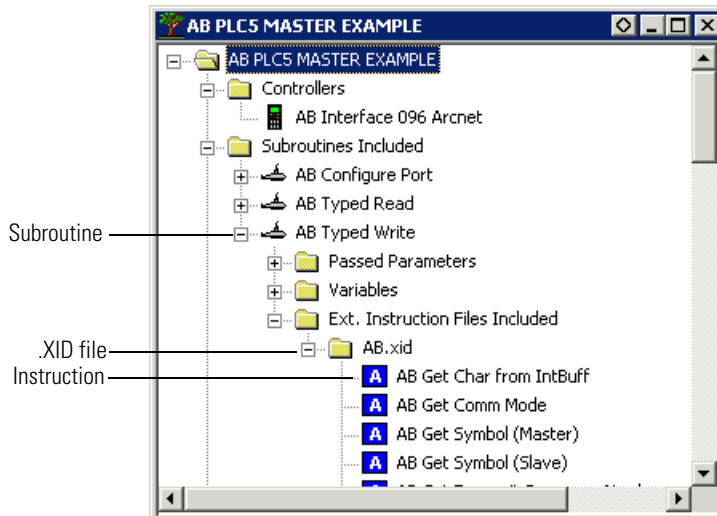 AB PLC5 MASTER EXAMPLE
AB PLC5 MASTER EXAMPLE
Controllers
AB Interface 096 Arcnet
Subroutines Included
AB Configure Port
AB Typed Read
Subroutine
AB Typed Write
Passed Parameters
Variables
Ext. Instruction Files Included
.XID file
AB.xid
Instruction
A AB Get Char from IntBuff
A AB Get Comm Mode
A AB Get Symbol (Master)
A AB Get Symbol (Slave)